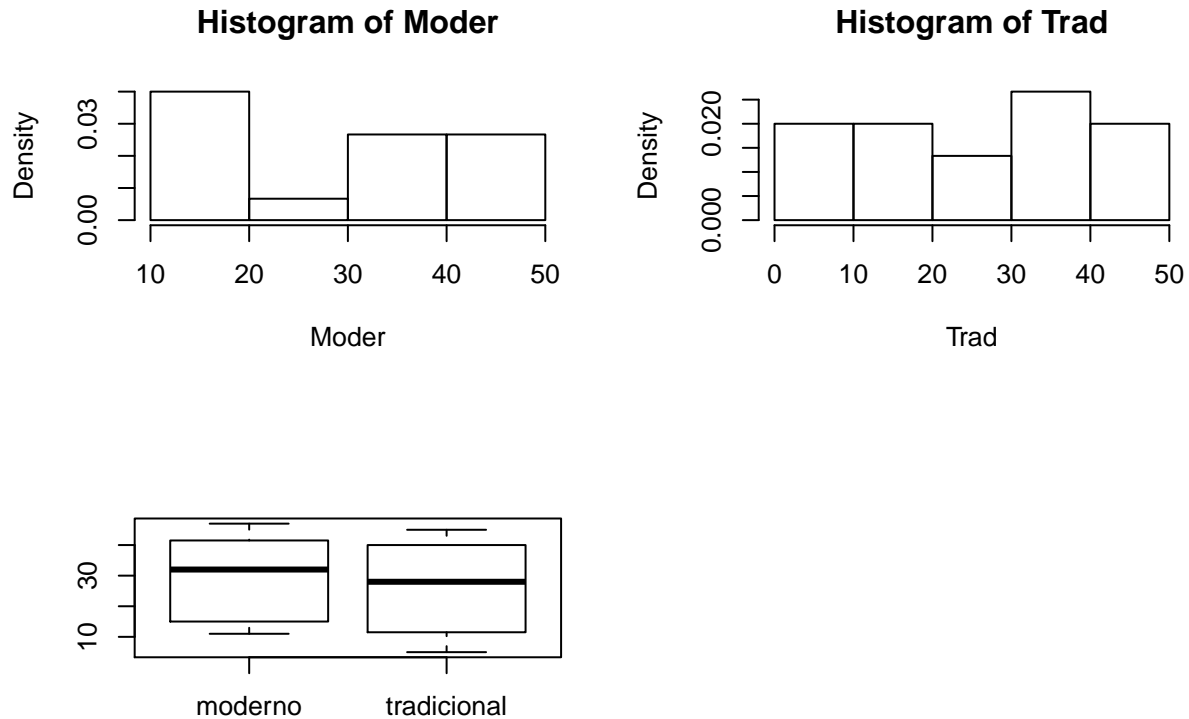 Histogram of Moder
Density
0.00
0.03
10 20 30 40 50
Moder
Histogram of Trad
Density
0.000
0.020
0 10 20 30 40 50
Trad
10
30
moderno tradicional